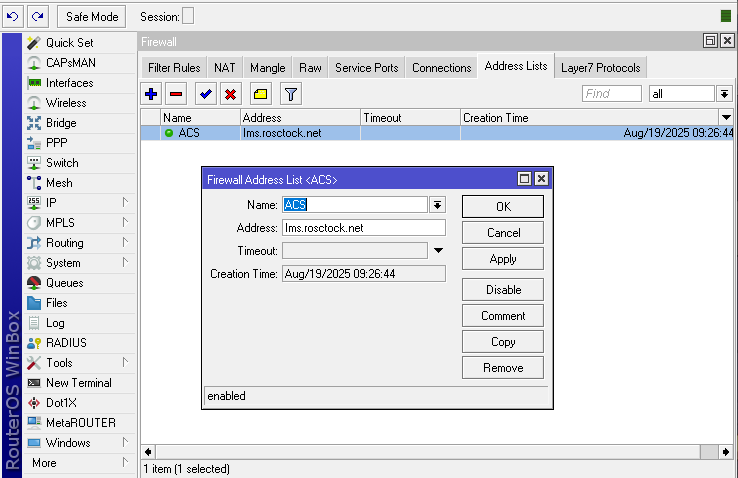 Safe Mode Session:
Quick Set
CAPsMAN
Interfaces
Wireless
Bridge
PPP
Switch
Mesh
IP
MPLS
Routing
System
Queues
Files
Log
RADIUS
Tools
New Terminal
Dot1X
MetaROUTER
Windows
More
RouterOS WinBox
Firewall
Filter Rules NAT Mangle Raw Service Ports Connections Address Lists Layer7 Protocols
Find all
Name Address Timeout Creation Time
ACS lms.rosctock.net Aug/19/2025 09:26:44
Firewall Address List <ACS>
Name: ACS
Address: lms.rosctock.net
Timeout:
Creation Time: Aug/19/2025 09:26:44
OK
Cancel
Apply
Disable
Comment
Copy
Remove
enabled
1 item (1 selected)